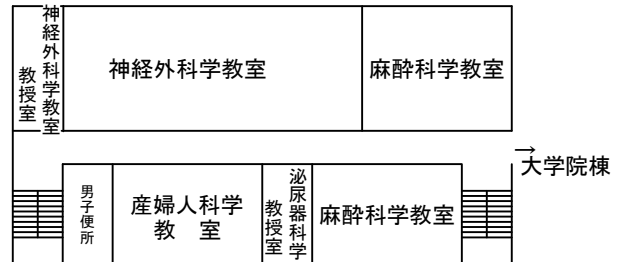 神経外科学教室
教授室
神経外科学教室
麻酔科学教室
→
大学院棟
男子便所
産婦人科学
教　室
泌尿器科学
教授室
麻酔科学教室